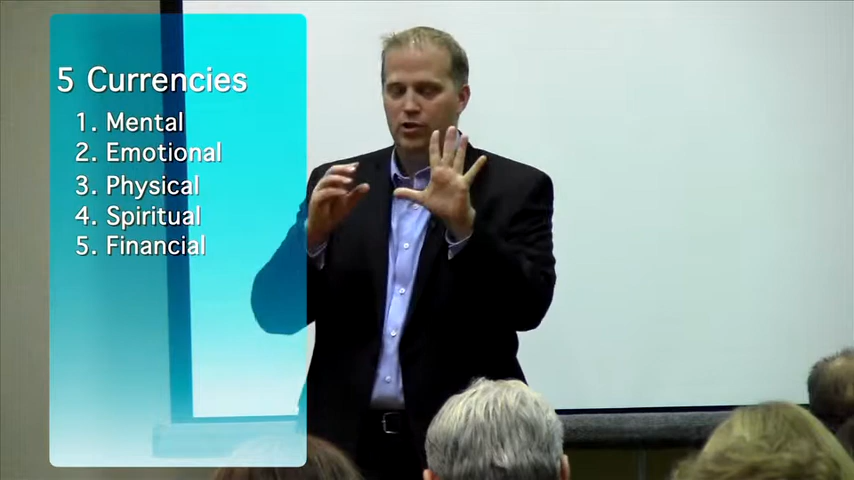 5 Currencies
1. Mental
2. Emotional
3. Physical
4. Spiritual
5. Financial